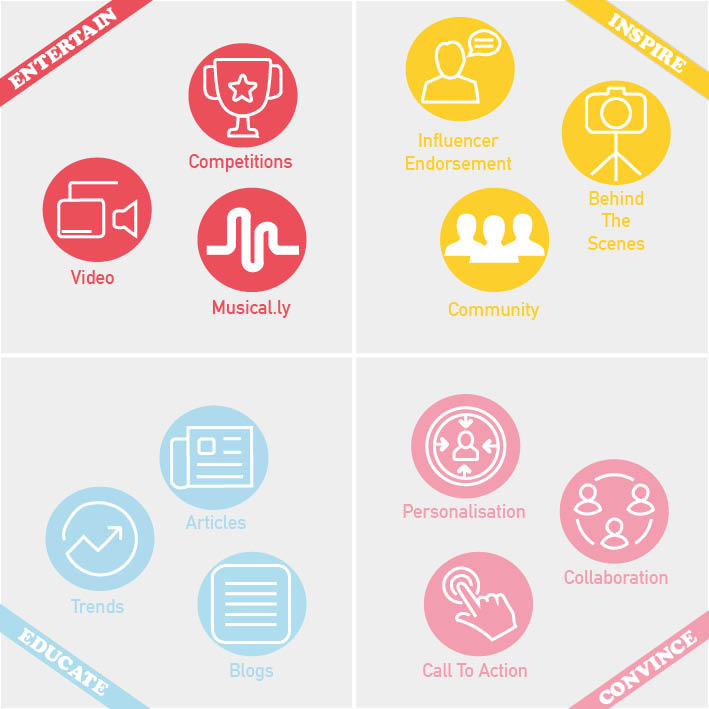 ENTERTAIN
Competitions
Video
Musical.ly
INSPIRE
Influencer
Endorsement
Behind
The
Scenes
Community
Articles
Trends
Blogs
EDUCATE
Personalisation
Collaboration
Call To Action
CONVINCE